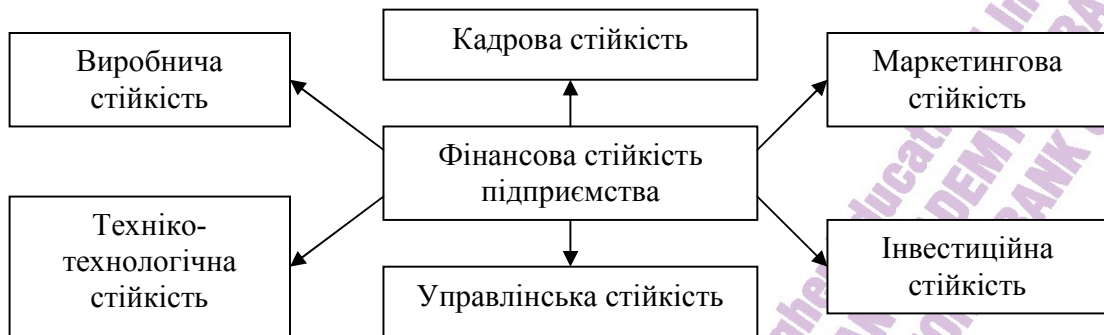 Виробнича
стійкість
Кадрова стійкість
Маркетингова
стійкість
Фінансова стійкість
підприємства
Техніко-
технологічна
стійкість
Управлінська стійкість
Інвестиційна
стійкість